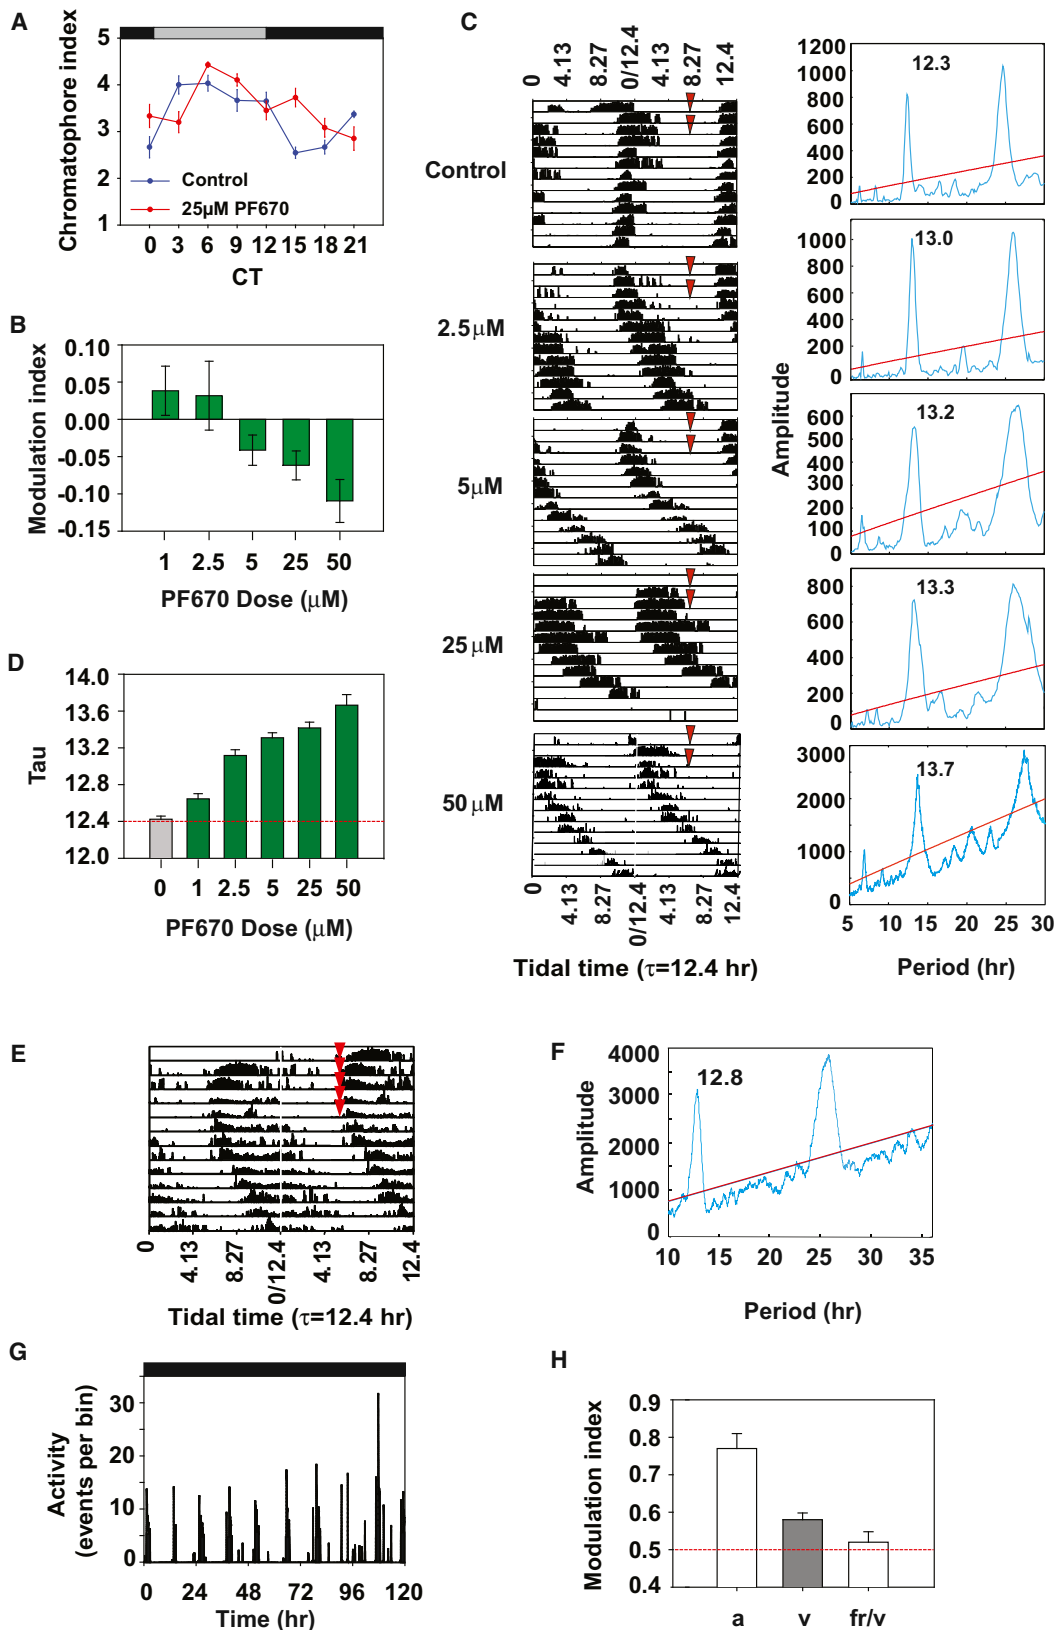 A
Chromatophore index
5
4
3
2
1
Control
25µM PF670
0 3 6 9 12 15 18 21
CT
B
Modulation index
0.10
0.05
0.00
-0.05
-0.10
-0.15
1 2.5 5 25 50
PF670 Dose (µM)
D
Tau
14.0
13.6
13.2
12.8
12.4
12.0
0 1 2.5 5 25 50
PF670 Dose (µM)
C
0 4.13 8.27 0/12.4 4.13 8.27 12.4
Control
2.5µM
5µM
25µM
50µM
0 4.13 8.27 0/12.4 4.13 8.27 12.4
Tidal time (τ=12.4 hr)
Amplitude
1200
1000
800
600
400
200
0
12.3
1000
800
600
400
200
0
13.0
600
500
400
300
200
100
0
13.2
800
600
400
200
0
13.3
3000
2000
1000
0
13.7
5 10 15 20 25 30
Period (hr)
E
0 4.13 8.27 0/12.4 4.13 8.27 12.4
Tidal time (τ=12.4 hr)
F
Amplitude
4000
3000
2000
1000
0
12.8
10 15 20 25 30 35
Period (hr)
G
Activity
(events per bin)
30
20
10
0
0 24 48 72 96 120
Time (hr)
H
Modulation index
0.9
0.8
0.7
0.6
0.5
0.4
a v fr/v